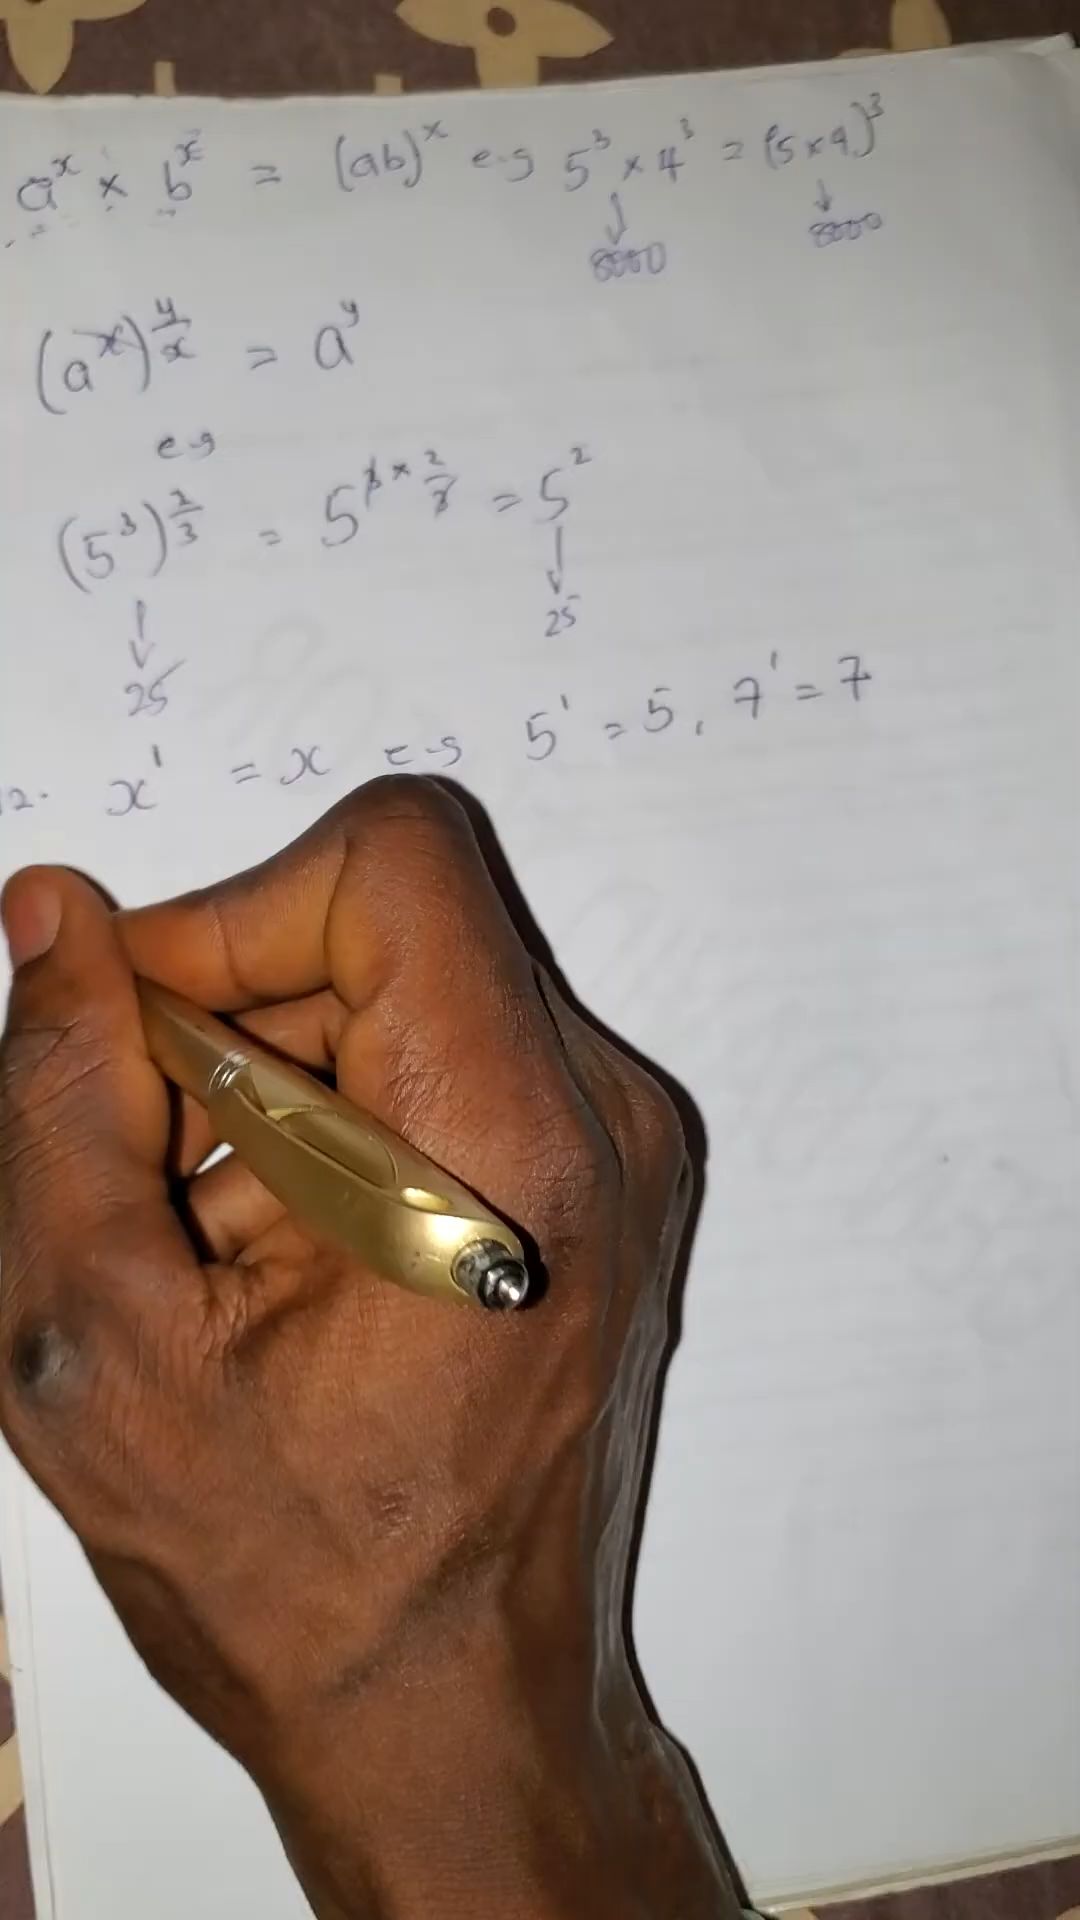 a^x × b^x = (ab)^x e.g 5^3 × 4^3 = (5×4)^3
8000 8000
(a^x)^(y/x) = a^y
e.g
(5^3)^(2/3) = 5^(3 × 2/3) = 5^2
25
25
12. x^1 = x e.g 5^1 = 5, 7^1 = 7